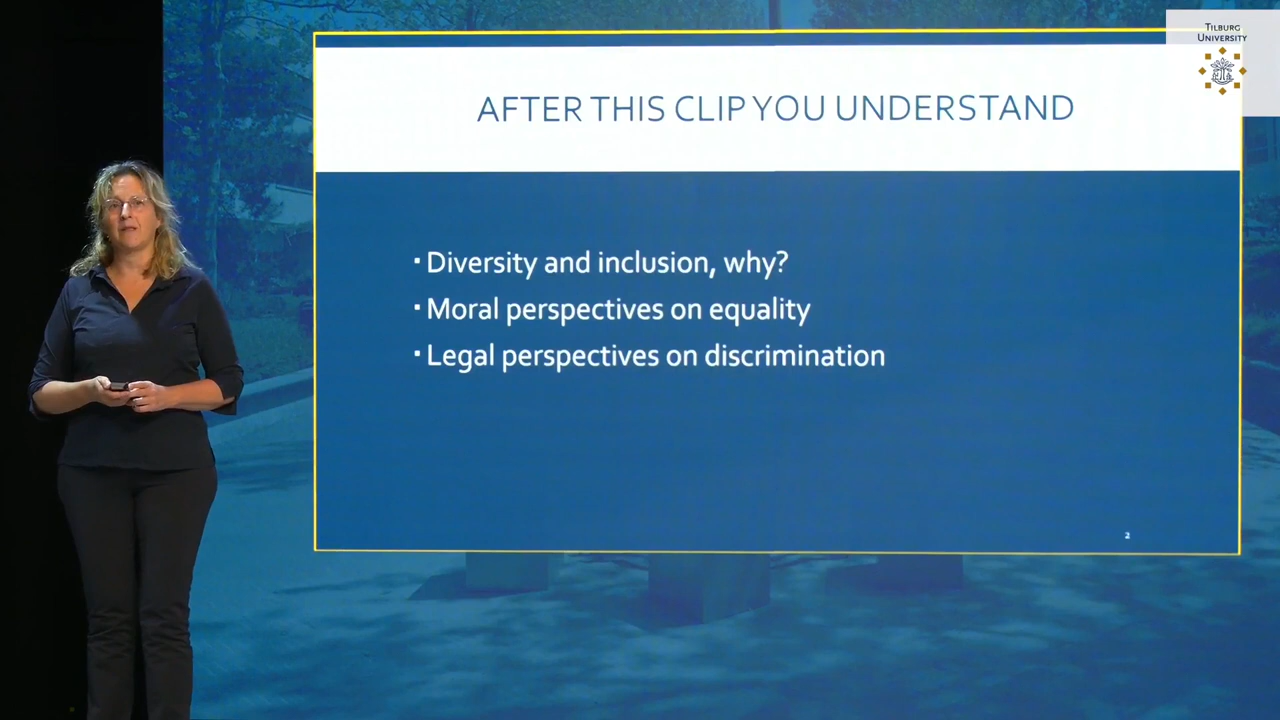 TILBURG
UNIVERSITY
AFTER THIS CLIP YOU UNDERSTAND
▪ Diversity and inclusion, why?
▪ Moral perspectives on equality
▪ Legal perspectives on discrimination
2